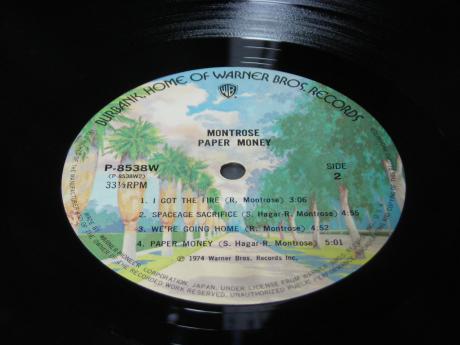 BURBANK, HOME OF WARNER BROS. RECORDS
WB
MONTROSE
PAPER MONEY
P-8538W
(P-8538W2)
33⅓RPM
SIDE
2
1. I GOT THE FIRE (R. Montrose) 3:06
2. SPACEAGE SACRIFICE (S. Hagar-R. Montrose) 4:55
3. WE'RE GOING HOME (R. Montrose) 4:52
4. PAPER MONEY (S. Hagar-R. Montrose) 5:01
℗ 1974 Warner Bros. Records Inc.
WARNER-PIONEER CORPORATION, JAPAN, UNDER LICENSE FROM WARNER
WORK RESERVED. UNAUTHORIZED PUBLIC